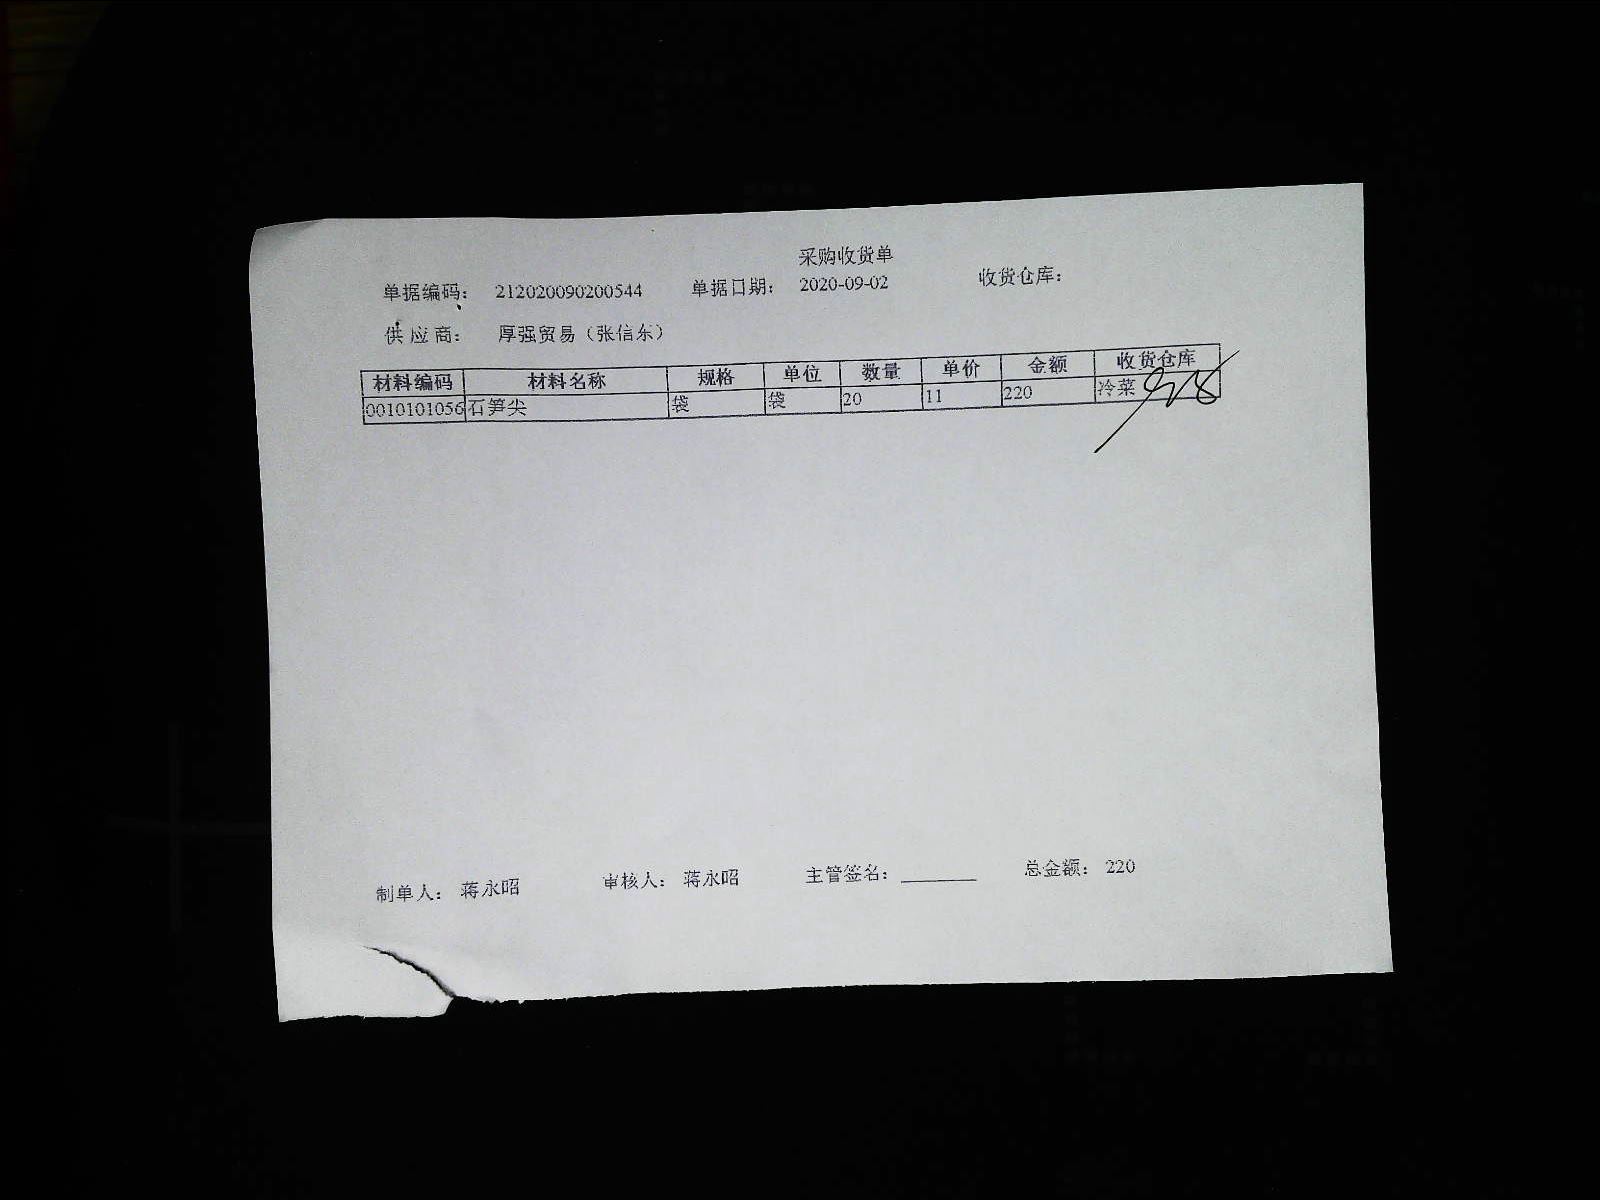 采购收货单
单据编码： 212020090200544 单据日期： 2020-09-02 收货仓库：
供应商： 厚强贸易（张信东）
材料编码 材料名称 规格 单位 数量 单价 金额 收货仓库
0010101056 石笋尖 袋 袋 20 11 220 冷菜
制单人： 蒋永昭 审核人： 蒋永昭 主管签名：________ 总金额： 220